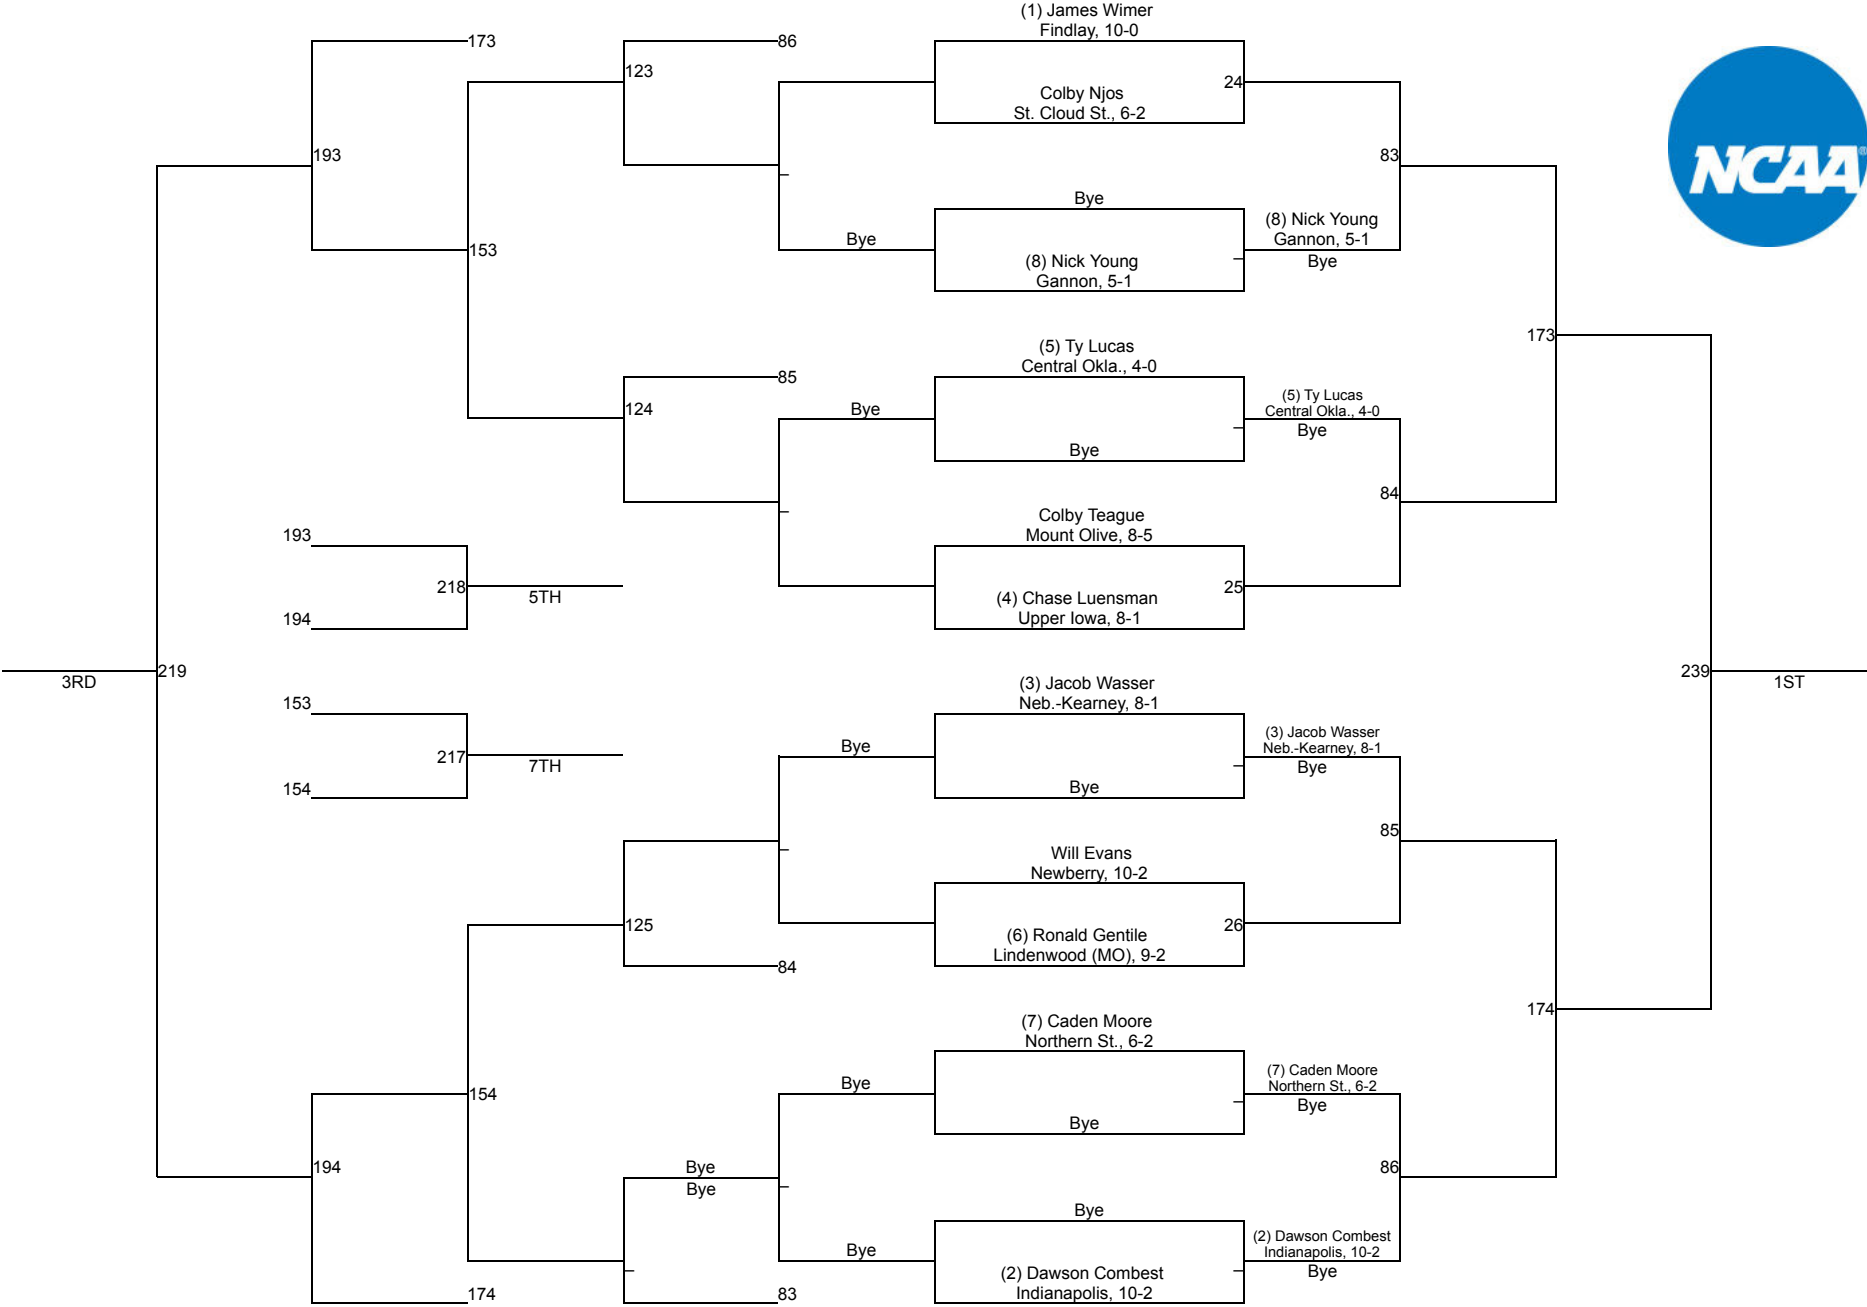 (1) James Wimer
Findlay, 10-0
173
86
123
24
Colby Njos
St. Cloud St., 6-2
NCAA
®
193
83
Bye
(8) Nick Young
Gannon, 5-1
Bye
153
Bye
(8) Nick Young
Gannon, 5-1
173
(5) Ty Lucas
Central Okla., 4-0
85
(5) Ty Lucas
Central Okla., 4-0
124
Bye
Bye
Bye
84
Colby Teague
Mount Olive, 8-5
193
218
5TH
25
(4) Chase Luensman
Upper Iowa, 8-1
194
219
3RD
239
1ST
(3) Jacob Wasser
Neb.-Kearney, 8-1
153
(3) Jacob Wasser
Neb.-Kearney, 8-1
217
7TH
Bye
Bye
154
Bye
85
Will Evans
Newberry, 10-2
125
26
(6) Ronald Gentile
Lindenwood (MO), 9-2
84
174
(7) Caden Moore
Northern St., 6-2
(7) Caden Moore
Northern St., 6-2
154
Bye
Bye
Bye
194
Bye
Bye
86
Bye
(2) Dawson Combest
Indianapolis, 10-2
Bye
Bye
(2) Dawson Combest
Indianapolis, 10-2
174
83